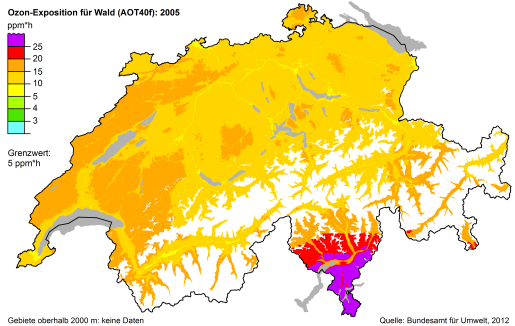 Ozon-Exposition für Wald (AOT40f): 2005
ppm*h
25
20
15
10
5
4
3
Grenzwert:
5 ppm*h
Gebiete oberhalb 2000 m: keine Daten
Quelle: Bundesamt für Umwelt, 2012